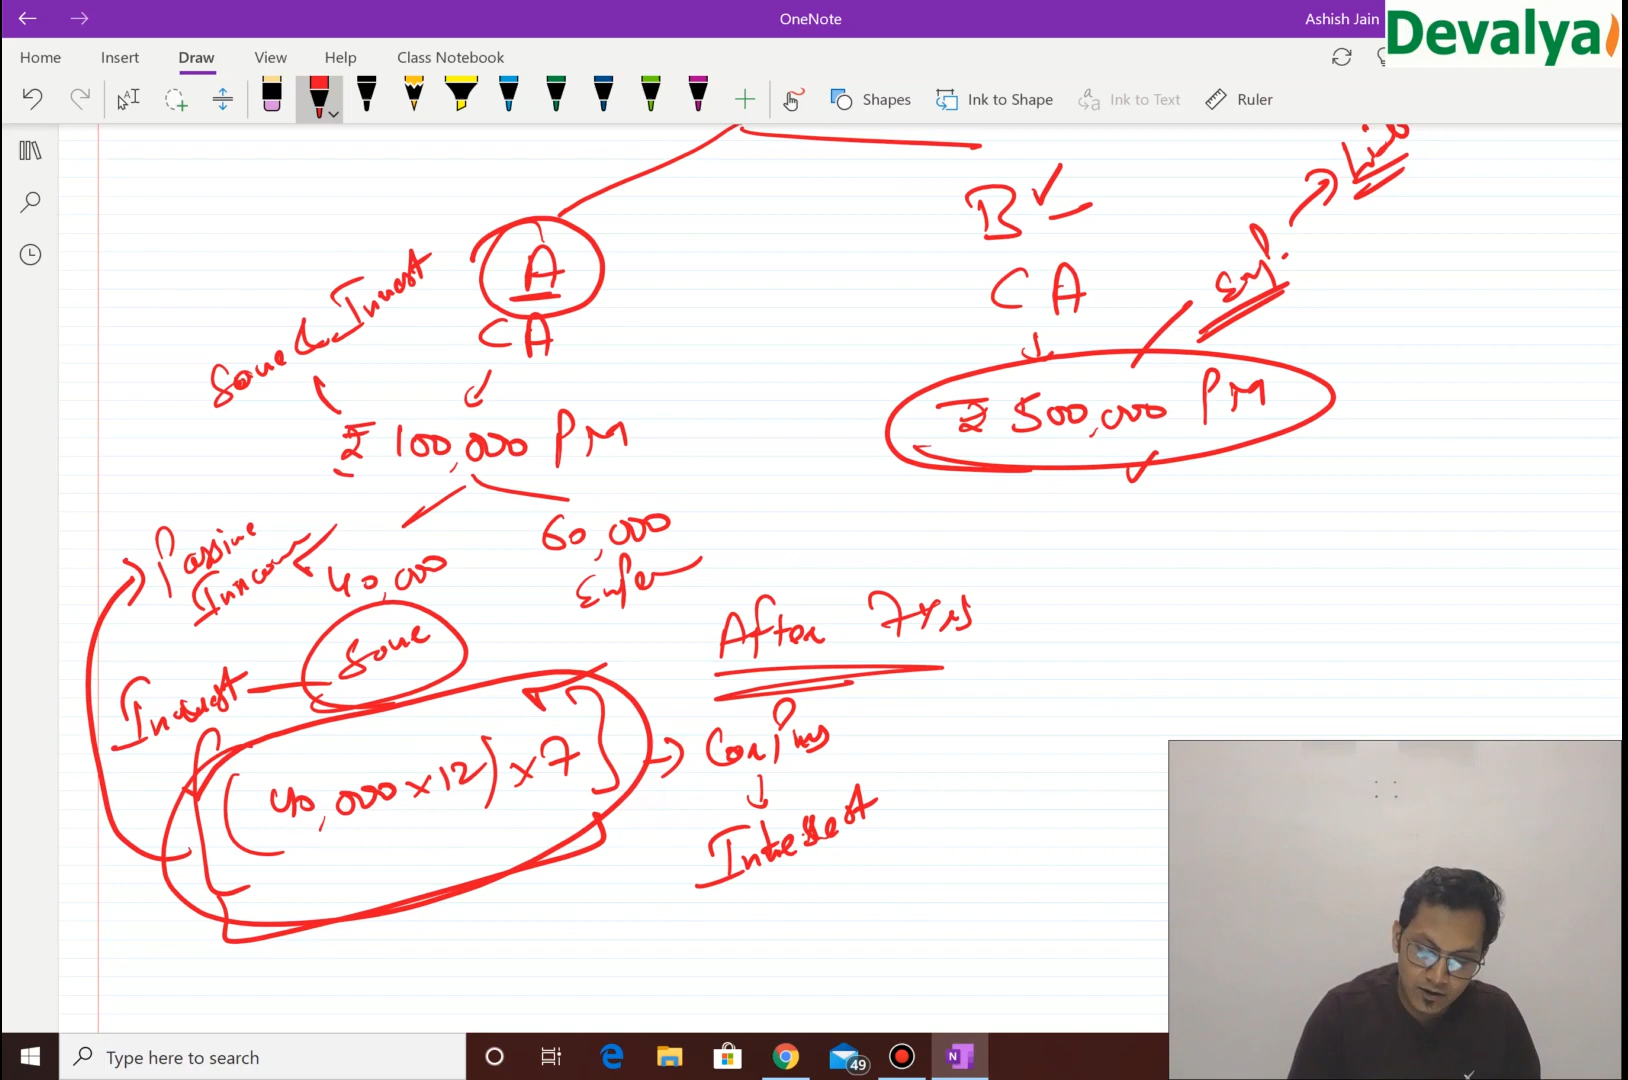 OneNote
Ashish Jain
Devalya
Home Insert Draw View Help Class Notebook
Shapes Ink to Shape Ink to Text Ruler
A
B
CA
CA
Save & Invest
Exp.
₹ 100,000 PM
₹ 500,000 PM
Passive
Income
40,000
60,000
Save
Invest
After 7 yrs
(40,000 × 12) × 7
Corpus
Interest
Type here to search
49